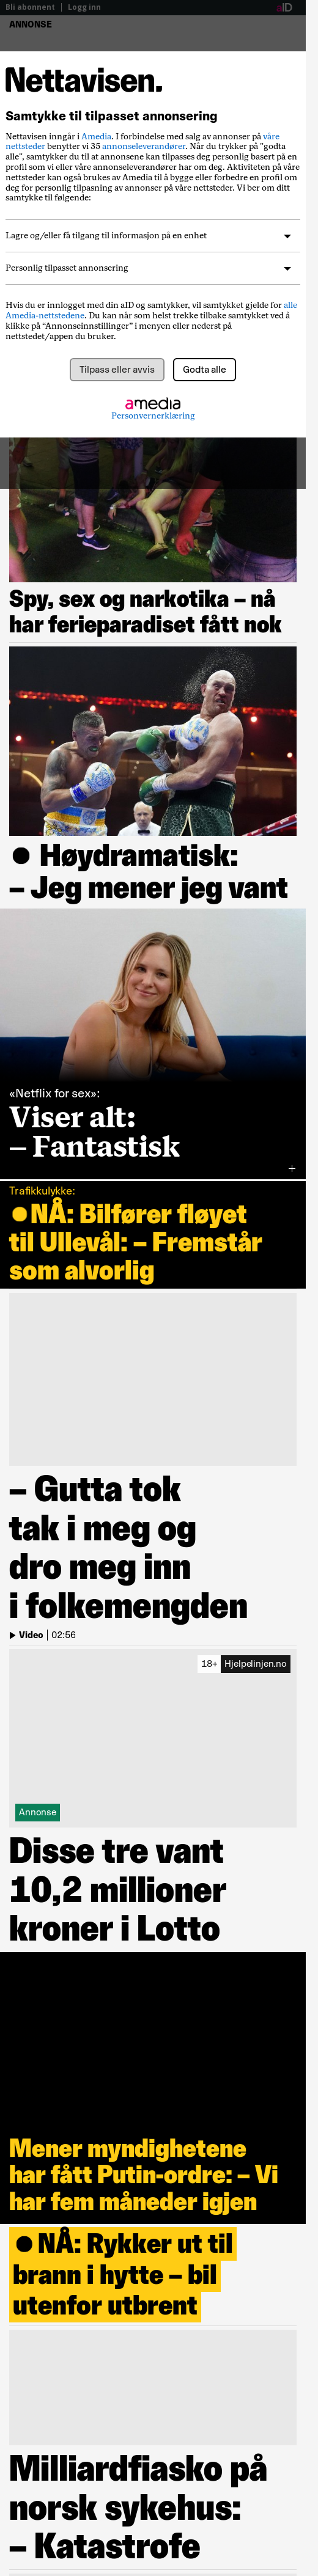 Bli abonnent | Logg inn
aID
ANNONSE
Nettavisen.
Samtykke til tilpasset annonsering
Nettavisen inngår i Amedia. I forbindelse med salg av annonser på våre
nettsteder benytter vi 35 annonseleverandører. Når du trykker på "godta
alle", samtykker du til at annonsene kan tilpasses deg personlig basert på en
profil som vi eller våre annonseleverandører har om deg. Aktiviteten på våre
nettsteder kan også brukes av Amedia til å bygge eller forbedre en profil om
deg for personlig tilpasning av annonser på våre nettsteder. Vi ber om ditt
samtykke til følgende:
Lagre og/eller få tilgang til informasjon på en enhet
Personlig tilpasset annonsering
Hvis du er innlogget med din aID og samtykker, vil samtykket gjelde for alle
Amedia-nettstedene. Du kan når som helst trekke tilbake samtykket ved å
klikke på “Annonseinnstillinger” i menyen eller nederst på
nettstedet/appen du bruker.
Tilpass eller avvis
Godta alle
amedia
Personvernerklæring
Spy, sex og narkotika – nå
har ferieparadiset fått nok
● Høydramatisk:
– Jeg mener jeg vant
«Netflix for sex»:
Viser alt:
– Fantastisk
+
Trafikkulykke:
●NÅ: Bilfører fløyet
til Ullevål: – Fremstår
som alvorlig
– Gutta tok
tak i meg og
dro meg inn
i folkemengden
Video | 02:56
18+ Hjelpelinjen.no
Annonse
Disse tre vant
10,2 millioner
kroner i Lotto
Mener myndighetene
har fått Putin-ordre: – Vi
har fem måneder igjen
● NÅ: Rykker ut til
brann i hytte – bil
utenfor utbrent
Milliardfiasko på
norsk sykehus:
– Katastrofe